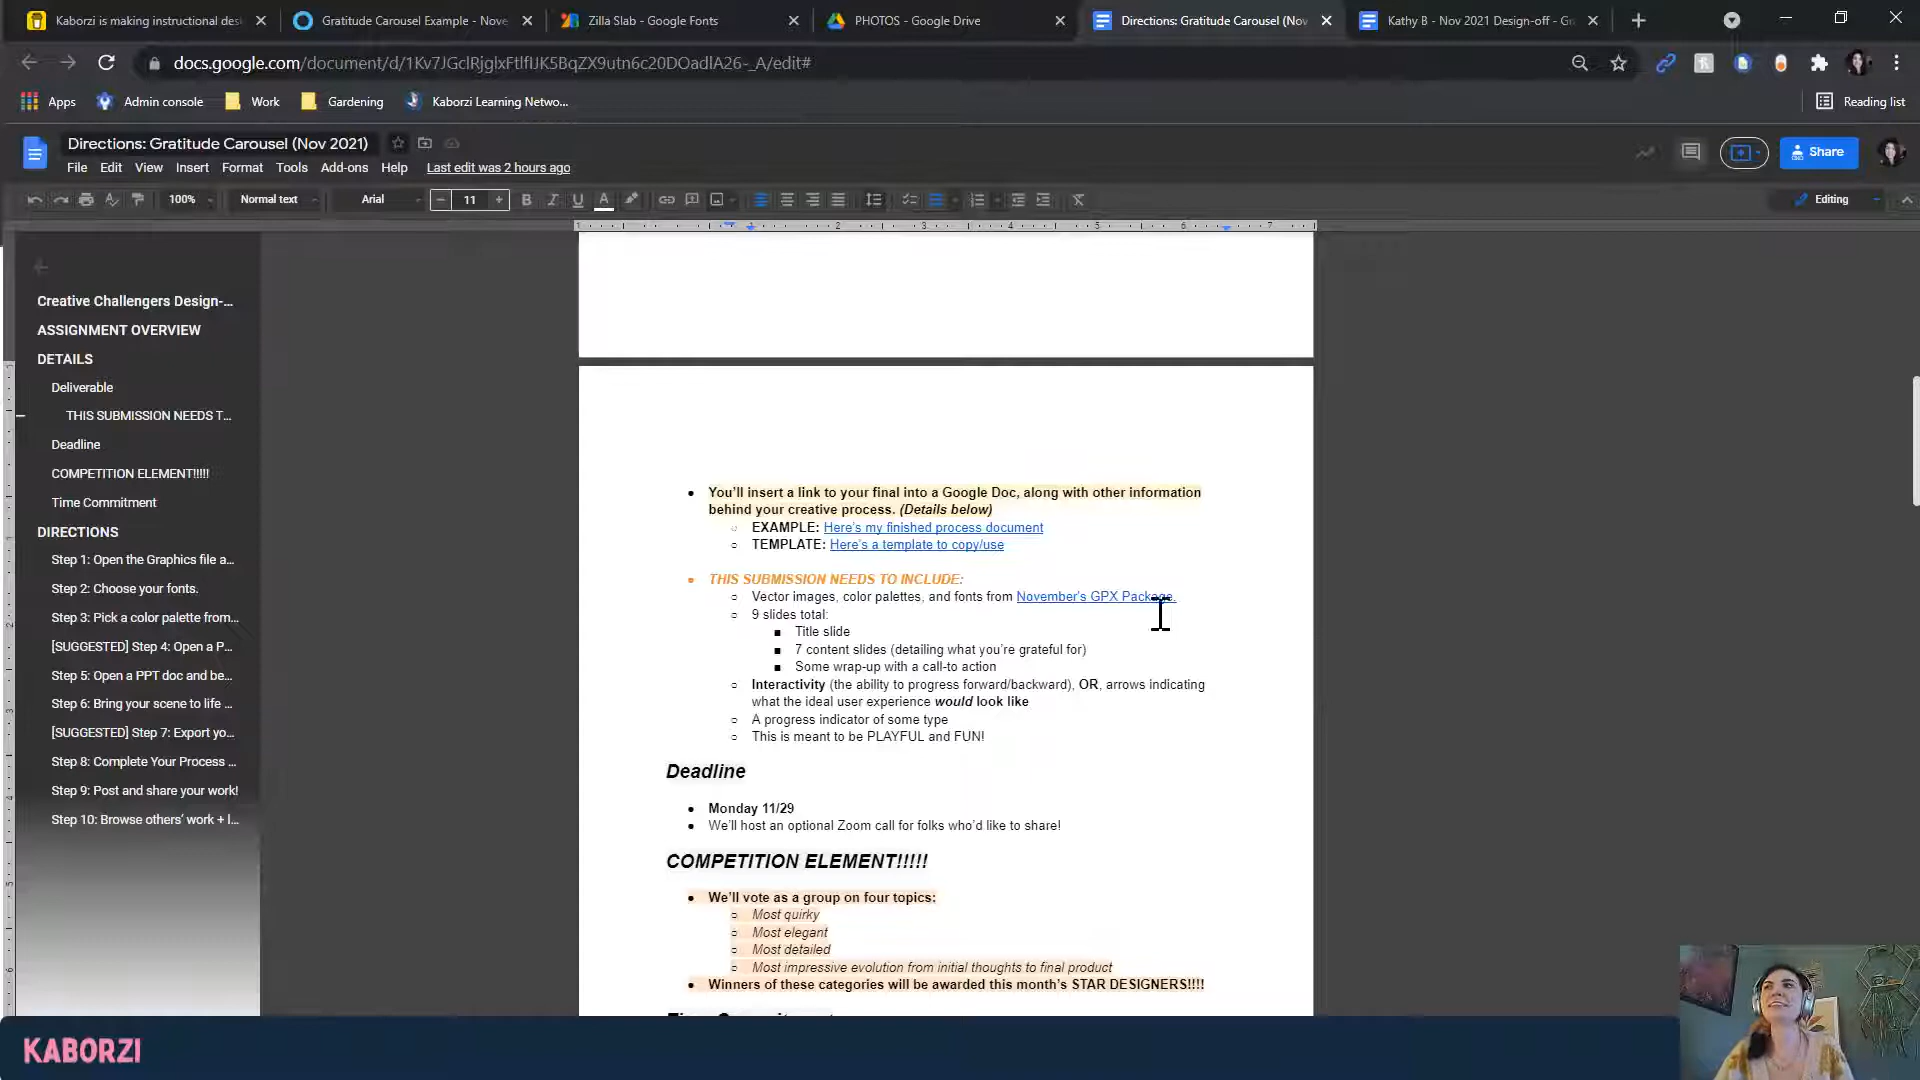 Kaborzi is making instructional des
Gratitude Carousel Example - Nove
Zilla Slab - Google Fonts
PHOTOS - Google Drive
Directions: Gratitude Carousel (Nov
Kathy B - Nov 2021 Design-off - Gr
docs.google.com/document/d/1Kv7JGclRjglxFtlflJK5BqZX9utn6c20DOadlA26-_A/edit#
Apps
Admin console
Work
Gardening
Kaborzi Learning Netwo...
Reading list
Directions: Gratitude Carousel (Nov 2021)
File Edit View Insert Format Tools Add-ons Help Last edit was 2 hours ago
Share
100% Normal text Arial 11 Editing
1 1 2 3 4 5 6 7
Creative Challengers Design-...
ASSIGNMENT OVERVIEW
DETAILS
Deliverable
THIS SUBMISSION NEEDS T...
Deadline
COMPETITION ELEMENT!!!!!
Time Commitment
DIRECTIONS
Step 1: Open the Graphics file a...
Step 2: Choose your fonts.
Step 3: Pick a color palette from...
[SUGGESTED] Step 4: Open a P...
Step 5: Open a PPT doc and be...
Step 6: Bring your scene to life ...
[SUGGESTED] Step 7: Export yo...
Step 8: Complete Your Process ...
Step 9: Post and share your work!
Step 10: Browse others' work + l...
You'll insert a link to your final into a Google Doc, along with other information
behind your creative process. (Details below)
EXAMPLE: Here's my finished process document
TEMPLATE: Here's a template to copy/use
THIS SUBMISSION NEEDS TO INCLUDE:
Vector images, color palettes, and fonts from November's GPX Package.
9 slides total:
Title slide
7 content slides (detailing what you're grateful for)
Some wrap-up with a call-to action
Interactivity (the ability to progress forward/backward), OR, arrows indicating
what the ideal user experience would look like
A progress indicator of some type
This is meant to be PLAYFUL and FUN!
Deadline
Monday 11/29
We'll host an optional Zoom call for folks who'd like to share!
COMPETITION ELEMENT!!!!!
We'll vote as a group on four topics:
Most quirky
Most elegant
Most detailed
Most impressive evolution from initial thoughts to final product
Winners of these categories will be awarded this month's STAR DESIGNERS!!!!
KABORZI